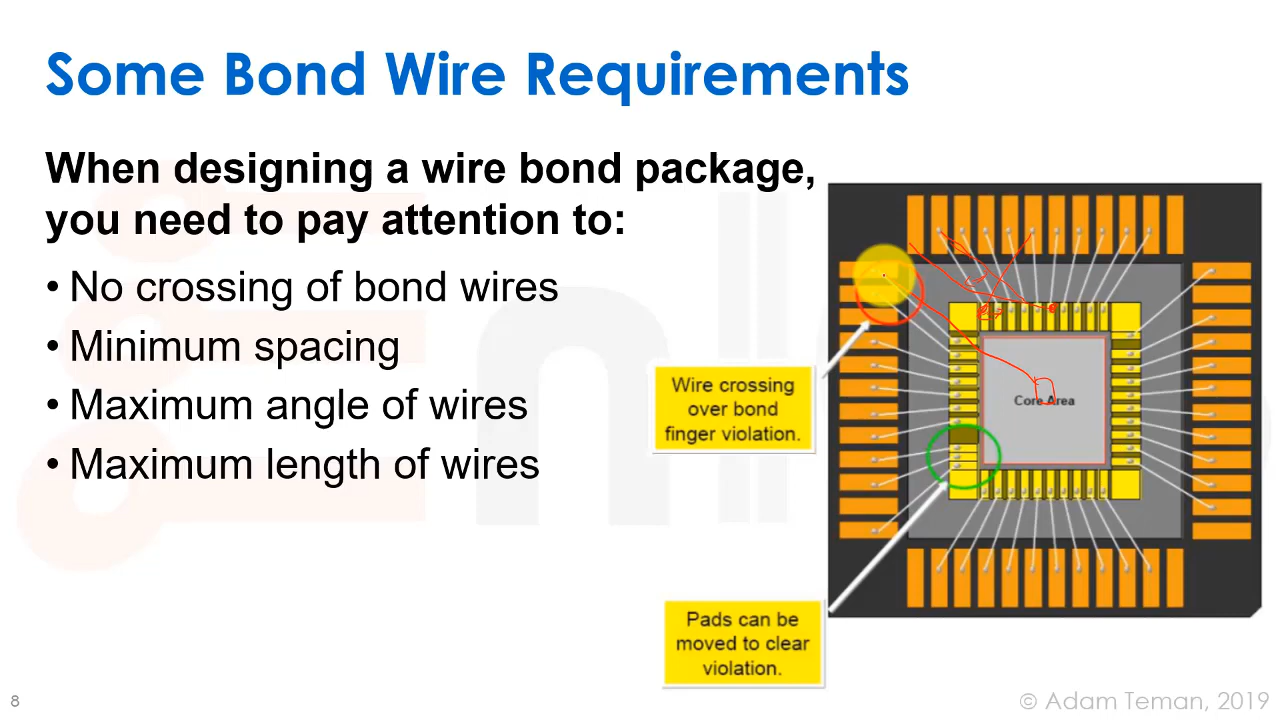 Some Bond Wire Requirements
When designing a wire bond package,
you need to pay attention to:
• No crossing of bond wires
• Minimum spacing
• Maximum angle of wires
• Maximum length of wires
Wire crossing
over bond
finger violation.
Core Area
Pads can be
moved to clear
violation.
8
© Adam Teman, 2019